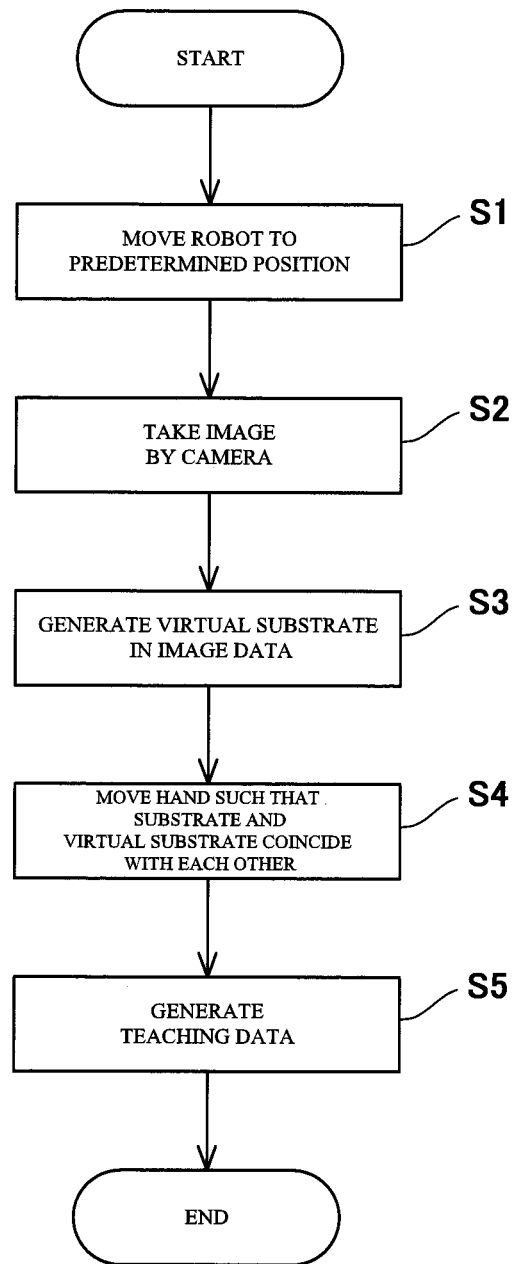 START
S1
MOVE ROBOT TO
PREDETERMINED POSITION
S2
TAKE IMAGE
BY CAMERA
S3
GENERATE VIRTUAL SUBSTRATE
IN IMAGE DATA
S4
MOVE HAND SUCH THAT
SUBSTRATE AND
VIRTUAL SUBSTRATE COINCIDE
WITH EACH OTHER
S5
GENERATE
TEACHING DATA
END